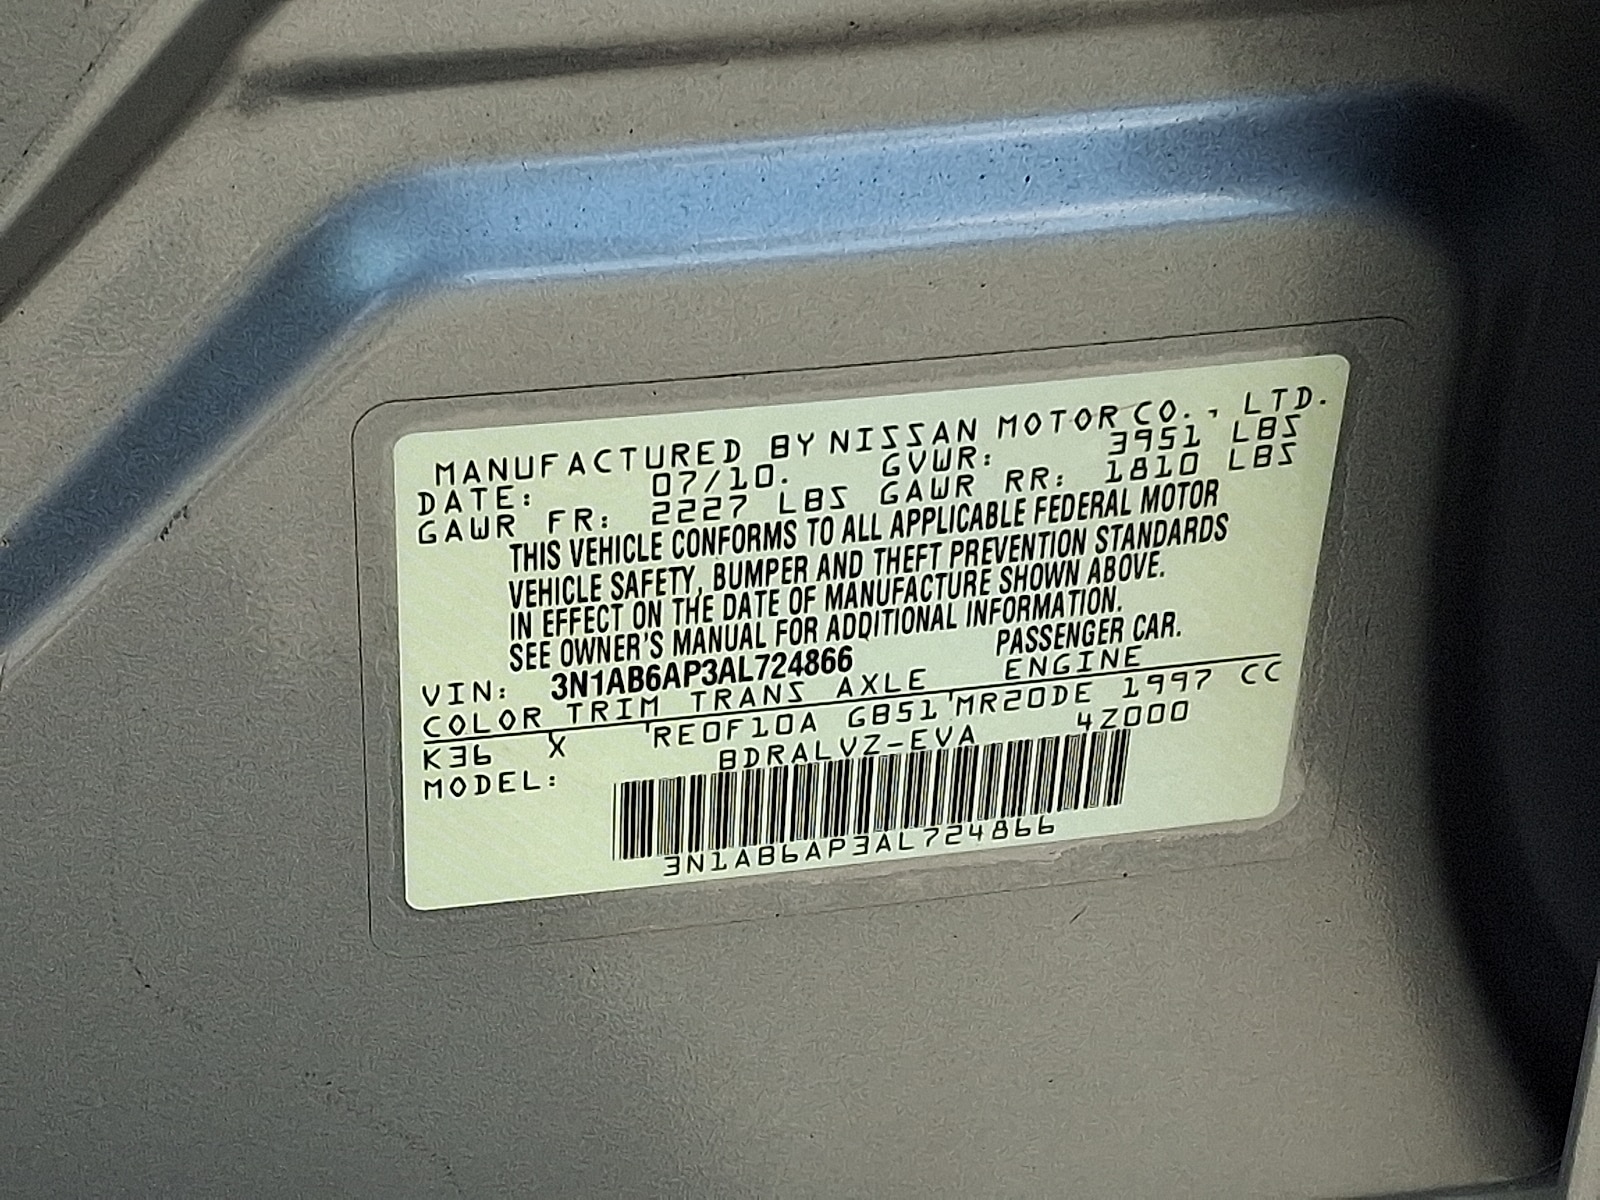 MANUFACTURED BY NISSAN MOTOR CO., LTD.
DATE: 07/10. GVWR: 3951 LBS
GAWR FR: 2227 LBS GAWR RR: 1810 LBS
THIS VEHICLE CONFORMS TO ALL APPLICABLE FEDERAL MOTOR
VEHICLE SAFETY, BUMPER AND THEFT PREVENTION STANDARDS
IN EFFECT ON THE DATE OF MANUFACTURE SHOWN ABOVE.
SEE OWNER'S MANUAL FOR ADDITIONAL INFORMATION.
VIN: 3N1AB6AP3AL724866 PASSENGER CAR.
COLOR TRIM TRANS AXLE ENGINE
K36 X RE0F10A GB51 MR20DE 1997 CC
MODEL: BDRALVZ-EVA 4Z000
3N1AB6AP3AL724866